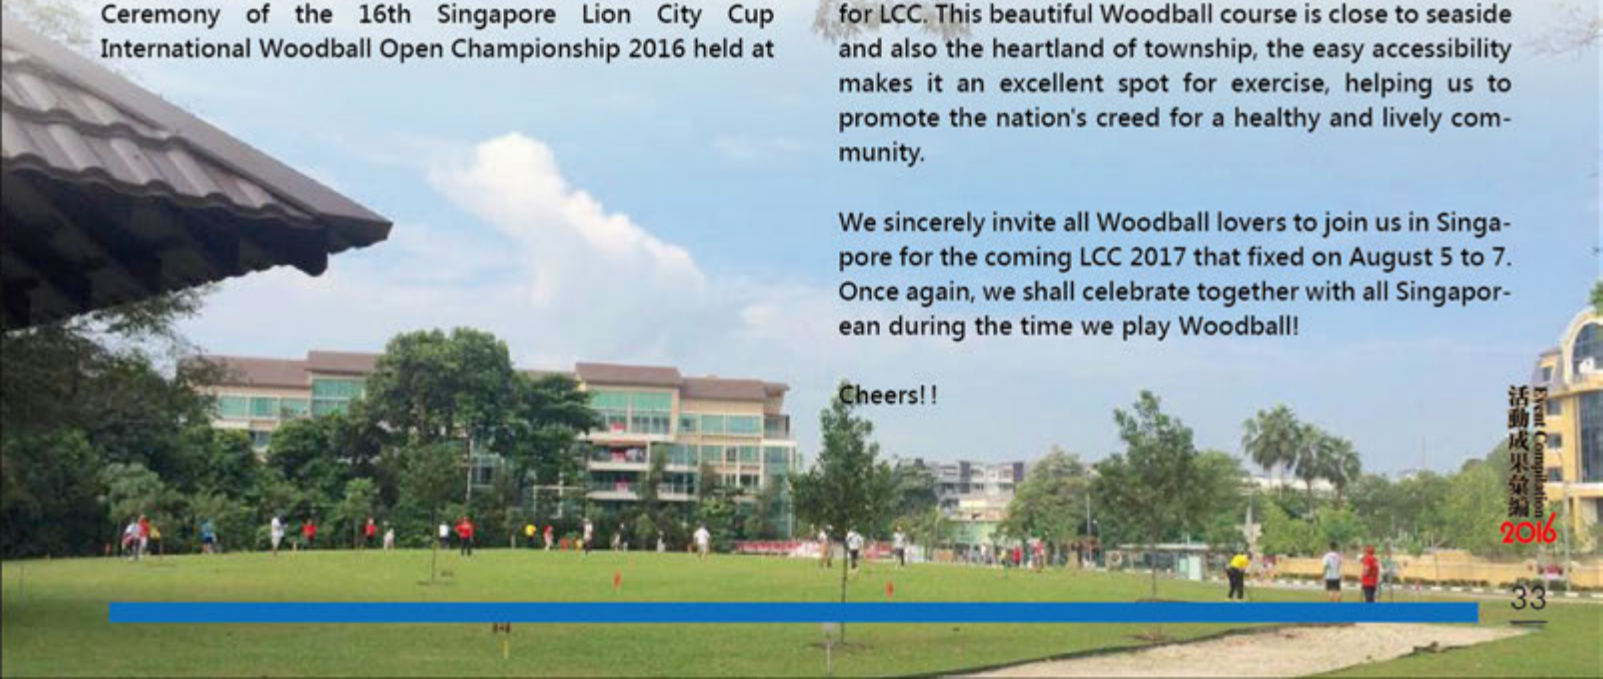 Ceremony of the 16th Singapore Lion City Cup
International Woodball Open Championship 2016 held at
for LCC. This beautiful Woodball course is close to seaside
and also the heartland of township, the easy accessibility
makes it an excellent spot for exercise, helping us to
promote the nation's creed for a healthy and lively com-
munity.
We sincerely invite all Woodball lovers to join us in Singa-
pore for the coming LCC 2017 that fixed on August 5 to 7.
Once again, we shall celebrate together with all Singapor-
ean during the time we play Woodball!
Cheers!!
活動成果彙編
Event Compilation
2016
33